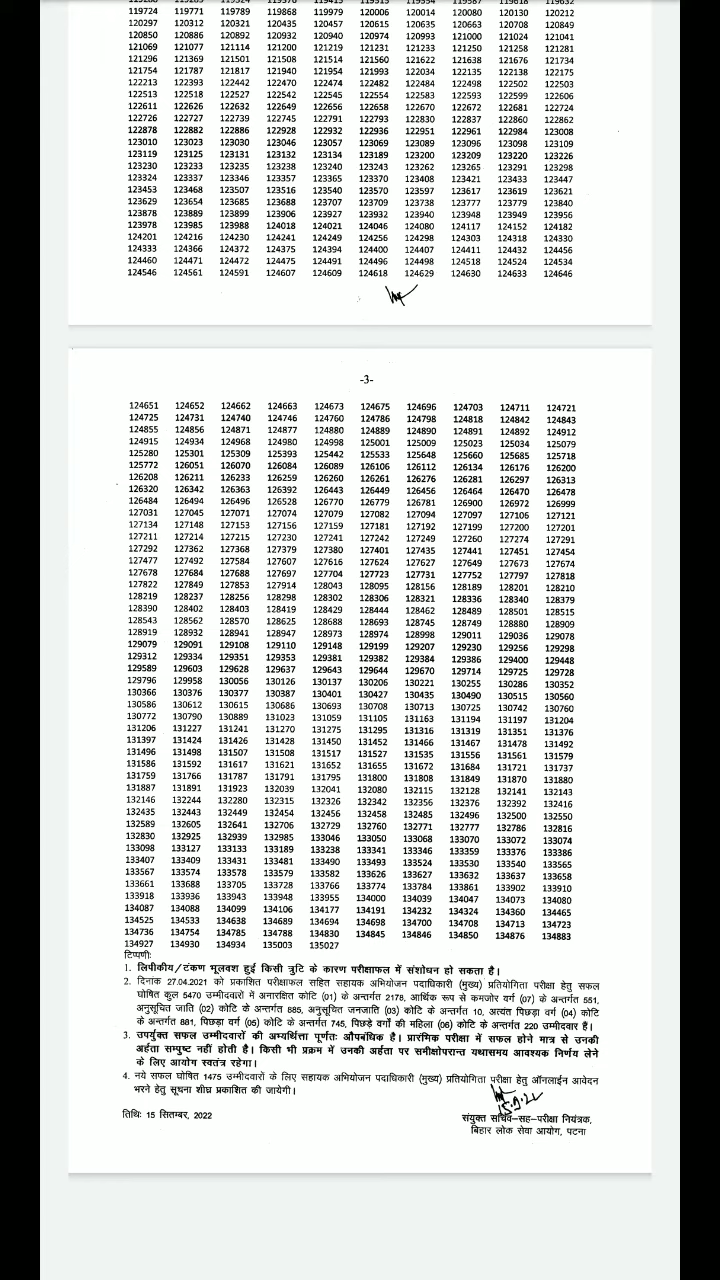 119724 119771 119789 119868 119979 120006 120014 120080 120130 120212
120297 120312 120321 120435 120457 120615 120635 120663 120708 120849
120850 120886 120892 120932 120940 120974 120993 121000 121024 121041
121069 121077 121114 121200 121219 121231 121233 121250 121258 121281
121296 121369 121501 121508 121514 121560 121622 121638 121676 121734
121754 121787 121817 121940 121954 121993 122034 122135 122138 122175
122213 122393 122442 122470 122474 122482 122484 122498 122502 122503
122513 122518 122527 122542 122545 122554 122583 122593 122599 122606
122611 122626 122632 122649 122656 122658 122670 122672 122681 122724
122726 122727 122739 122745 122791 122793 122830 122837 122860 122862
122878 122882 122886 122928 122932 122936 122951 122961 122984 123008
123010 123023 123030 123046 123057 123069 123089 123096 123098 123109
123119 123125 123131 123132 123134 123189 123200 123209 123220 123226
123230 123233 123235 123238 123240 123243 123262 123265 123291 123298
123324 123337 123346 123357 123365 123370 123408 123421 123433 123447
123453 123468 123507 123516 123540 123570 123597 123617 123619 123621
123629 123654 123685 123688 123707 123709 123738 123777 123779 123840
123878 123889 123899 123906 123927 123932 123940 123948 123949 123956
123978 123985 123988 124018 124021 124046 124080 124117 124152 124182
124201 124216 124230 124241 124249 124256 124298 124303 124318 124330
124333 124366 124372 124375 124394 124400 124407 124411 124432 124456
124460 124471 124472 124475 124491 124496 124498 124518 124524 124534
124546 124561 124591 124607 124609 124618 124629 124630 124633 124646
-3-
124651 124652 124662 124663 124673 124675 124696 124703 124711 124721
124725 124731 124740 124746 124760 124786 124798 124818 124842 124843
124855 124856 124871 124877 124880 124889 124890 124891 124892 124912
124915 124934 124968 124980 124998 125001 125009 125023 125034 125079
125280 125301 125309 125393 125442 125533 125648 125660 125685 125718
125772 126051 126070 126084 126089 126106 126112 126134 126176 126200
126208 126211 126233 126259 126260 126261 126276 126281 126297 126313
126320 126342 126363 126392 126443 126449 126456 126464 126470 126478
126484 126494 126496 126528 126770 126779 126781 126900 126972 126999
127031 127045 127071 127074 127079 127082 127094 127097 127106 127121
127134 127148 127153 127156 127159 127181 127192 127199 127200 127201
127211 127214 127215 127230 127241 127242 127249 127260 127274 127291
127292 127362 127368 127379 127380 127401 127435 127441 127451 127454
127477 127492 127584 127607 127616 127624 127627 127649 127673 127674
127678 127684 127688 127697 127704 127723 127731 127752 127797 127818
127822 127849 127853 127914 128043 128095 128156 128189 128201 128210
128219 128237 128256 128298 128302 128306 128321 128336 128340 128379
128390 128402 128403 128419 128429 128444 128462 128489 128501 128515
128543 128562 128570 128625 128688 128693 128745 128749 128880 128909
128919 128932 128941 128947 128973 128974 128998 129011 129036 129078
129079 129091 129108 129110 129148 129199 129207 129230 129256 129298
129312 129334 129351 129353 129381 129382 129384 129386 129400 129448
129589 129603 129628 129637 129643 129644 129670 129714 129725 129728
129796 129958 130056 130126 130137 130206 130221 130255 130286 130352
130366 130376 130377 130387 130401 130427 130435 130490 130515 130560
130586 130612 130615 130686 130693 130708 130713 130725 130742 130760
130772 130790 130889 131023 131059 131105 131163 131194 131197 131204
131206 131227 131241 131270 131275 131295 131316 131319 131351 131376
131397 131424 131426 131428 131450 131452 131466 131467 131478 131492
131496 131498 131507 131508 131517 131527 131535 131556 131561 131579
131586 131592 131617 131621 131652 131655 131672 131684 131721 131737
131759 131766 131787 131791 131795 131800 131808 131849 131870 131880
131887 131891 131923 132039 132041 132080 132115 132128 132141 132143
132146 132244 132280 132315 132326 132342 132356 132376 132392 132416
132435 132443 132449 132454 132456 132458 132485 132496 132500 132550
132589 132605 132641 132706 132729 132760 132771 132777 132786 132816
132830 132925 132939 132985 133046 133050 133068 133070 133072 133074
133098 133127 133133 133189 133238 133341 133346 133359 133376 133386
133407 133409 133431 133481 133490 133493 133524 133530 133540 133565
133567 133574 133578 133579 133582 133626 133627 133632 133637 133658
133661 133688 133705 133728 133766 133774 133784 133861 133902 133910
133918 133936 133943 133948 133955 134000 134039 134047 134073 134080
134087 134088 134099 134106 134177 134191 134232 134324 134360 134465
134525 134533 134638 134689 134694 134698 134700 134708 134713 134723
134736 134754 134785 134788 134830 134845 134846 134850 134876 134883
134927 134930 134934 135003 135027
टिप्पणीः
1. लिपिकीय/टंकण भूलवश हुई किसी त्रुटि के कारण परीक्षाफल में संशोधन हो सकता है।
2. दिनांक 27.04.2021 को प्रकाशित परीक्षाफल सहित सहायक अभियोजन पदाधिकारी (मुख्य) प्रतियोगिता परीक्षा हेतु सफल
घोषित कुल 5470 उम्मीदवारों में अनारक्षित कोटि (01) के अन्तर्गत 2178, आर्थिक रूप से कमजोर वर्ग (07) के अन्तर्गत 551,
अनुसूचित जाति (02) कोटि के अन्तर्गत 885, अनुसूचित जनजाति (03) कोटि के अन्तर्गत 10, अत्यंत पिछड़ा वर्ग (04) कोटि
के अन्तर्गत 881, पिछड़ा वर्ग (05) कोटि के अन्तर्गत 745, पिछड़े वर्गों की महिला (06) कोटि के अन्तर्गत 220 उम्मीदवार हैं।
3. उपर्युक्त सफल उम्मीदवारों की अभ्यर्थित्ता पूर्णतः औपबंधिक है। प्रारंभिक परीक्षा में सफल होने मात्र से उनकी
अर्हता सम्पुष्ट नहीं होती है। किसी भी प्रक्रम में उनकी अर्हता पर समीक्षोपरान्त यथासमय आवश्यक निर्णय लेने
के लिए आयोग स्वतंत्र रहेगा।
4. नये सफल घोषित 1475 उम्मीदवारों के लिए सहायक अभियोजन पदाधिकारी (मुख्य) प्रतियोगिता परीक्षा हेतु ऑनलाईन आवेदन
भरने हेतु सूचना शीघ्र प्रकाशित की जायेगी।
15.9.22
तिथिः 15 सितम्बर, 2022
संयुक्त सचिव-सह-परीक्षा नियंत्रक,
बिहार लोक सेवा आयोग, पटना